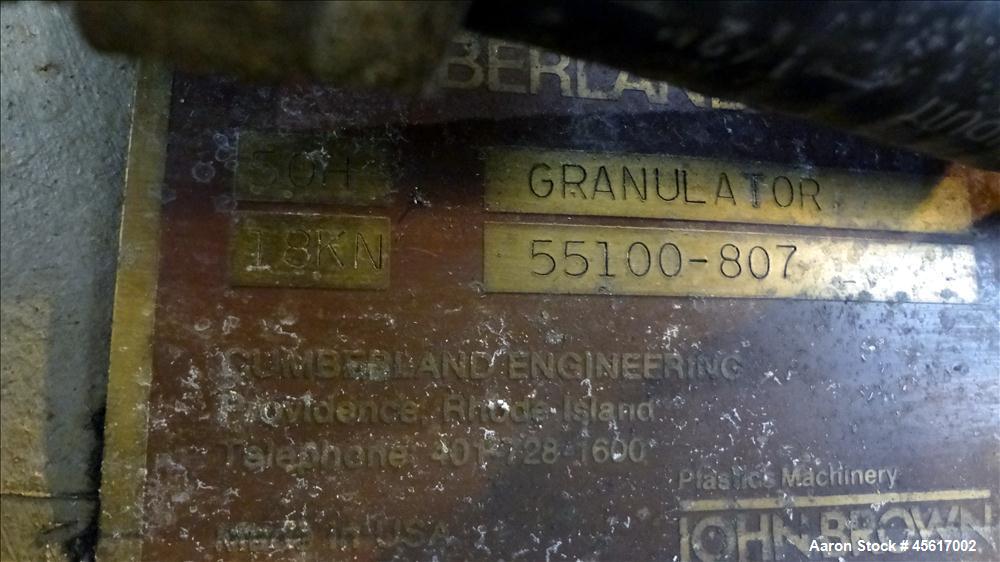 BERLAND
50H GRANULATOR
18KN 55100-807
CUMBERLAND ENGINEERING
Providence, Rhode Island
Telephone 401-728-1600
Plastics Machinery
Made in USA
JOHN BROWN
Aaron Stock # 45617002